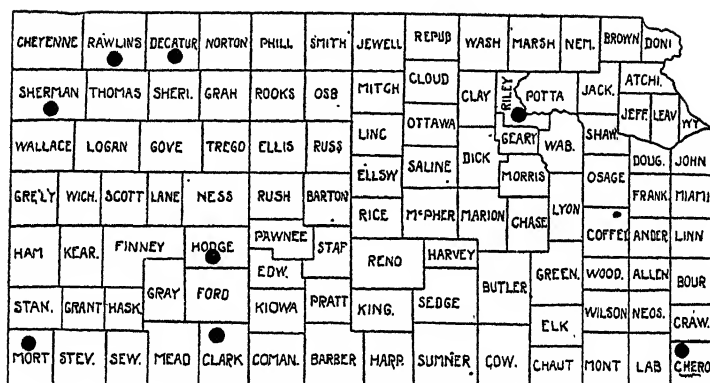 CHEYENNE RAWLINS DECATUR NORTON PHILL SMITH JEWELL REPUB WASH MARSH NEM. BROWN DONI
SHERMAN THOMAS SHERI. GRAH ROOKS OSB MITCH CLOUD CLAY RILEY POTTA JACK. ATCHI.
JEFF. LEAV WY
WALLACE LOGAN GOVE TREGO ELLIS RUSS LINC OTTAWA DICK GEARY WAB. SHAW. DOUG. JOHN
GRELY WICH. SCOTT LANE NESS RUSH BARTON ELLSW SALINE MORRIS OSAGE FRANK. MIAMI
RICE McPHER MARION CHASE LYON
HAM KEAR. FINNEY HODGE PAWNEE STAF RENO HARVEY COFFEY ANDER. LINN
EDW.
STAN. GRANT HASK. GRAY FORD KIOWA PRATT KING. SEDGE BUTLER GREEN. WOOD. ALLEN BOUR
ELK WILSON NEOS. CRAW.
MORT STEV. SEW. MEAD CLARK COMAN. BARBER HARP. SUMNER COW. CHAUT MONT LAB CHERO